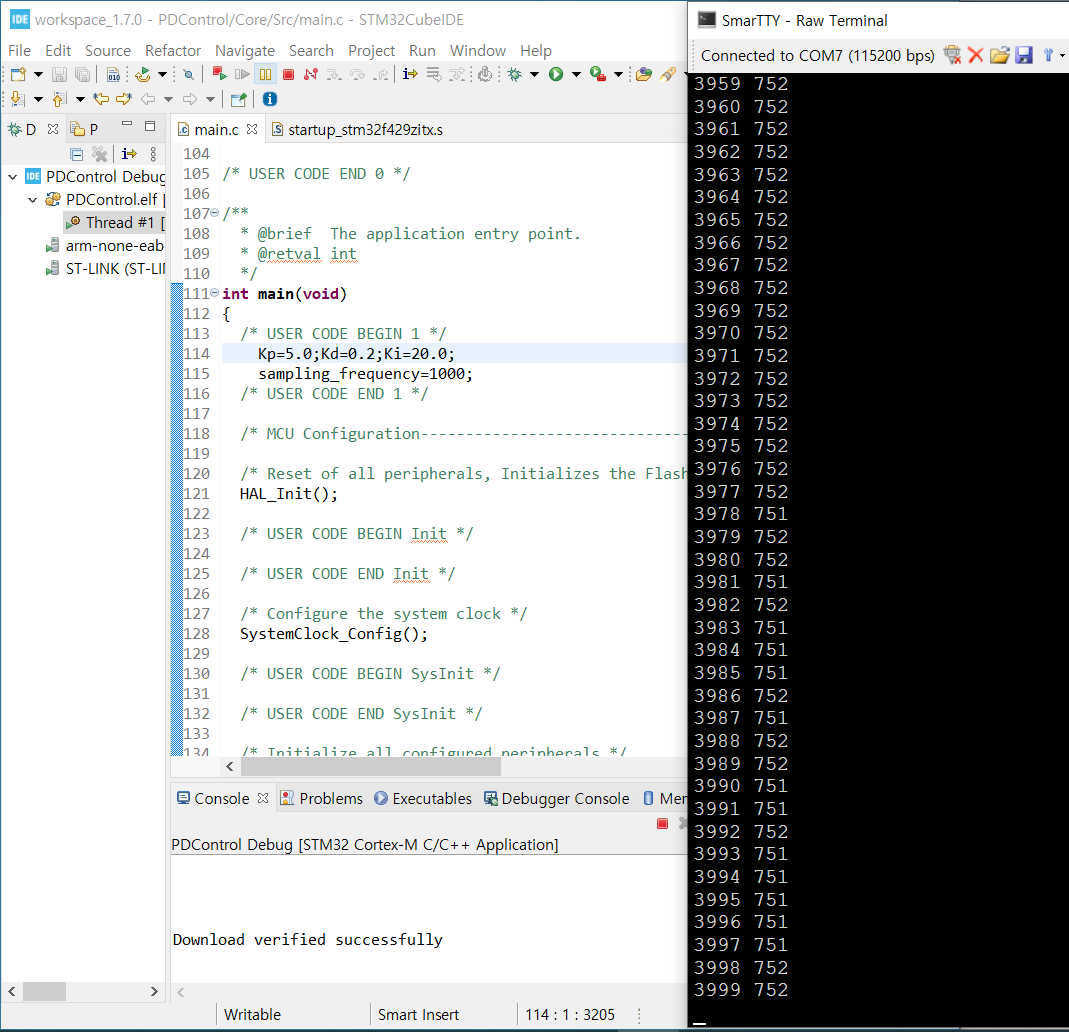 workspace_1.7.0 - PDControl/Core/Src/main.c - STM32CubeIDE
File Edit Source Refactor Navigate Search Project Run Window Help
D
P
PDControl Debug
PDControl.elf [
Thread #1 [
arm-none-eab
ST-LINK (ST-LI
main.c
startup_stm32f429zitx.s
104
105 /* USER CODE END 0 */
106
107 /**
108 * @brief  The application entry point.
109 * @retval int
110 */
111 int main(void)
112 {
113 /* USER CODE BEGIN 1 */
114 Kp=5.0;Kd=0.2;Ki=20.0;
115 sampling_frequency=1000;
116 /* USER CODE END 1 */
117
118 /* MCU Configuration------------------------------
119
120 /* Reset of all peripherals, Initializes the Flash
121 HAL_Init();
122
123 /* USER CODE BEGIN Init */
124
125 /* USER CODE END Init */
126
127 /* Configure the system clock */
128 SystemClock_Config();
129
130 /* USER CODE BEGIN SysInit */
131
132 /* USER CODE END SysInit */
133
134 /* Initialize all configured peripherals */
Console Problems Executables Debugger Console Mer
PDControl Debug [STM32 Cortex-M C/C++ Application]
Download verified successfully
Writable Smart Insert 114 : 1 : 3205
SmarTTY - Raw Terminal
Connected to COM7 (115200 bps)
3959 752
3960 752
3961 752
3962 752
3963 752
3964 752
3965 752
3966 752
3967 752
3968 752
3969 752
3970 752
3971 752
3972 752
3973 752
3974 752
3975 752
3976 752
3977 752
3978 751
3979 752
3980 752
3981 751
3982 752
3983 751
3984 751
3985 751
3986 752
3987 751
3988 752
3989 752
3990 751
3991 751
3992 752
3993 751
3994 751
3995 751
3996 751
3997 751
3998 752
3999 752